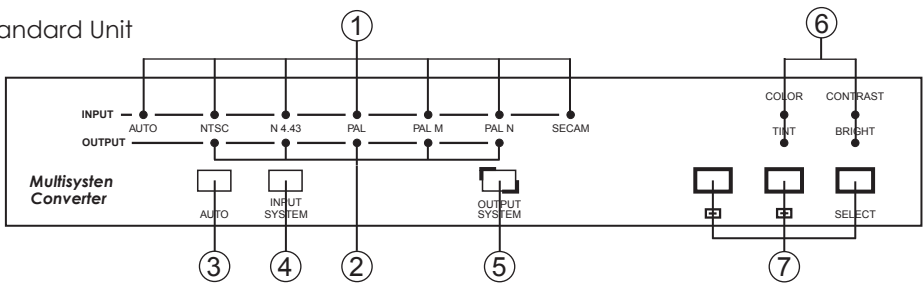 andard Unit
1
6
COLOR CONTRAST
INPUT
AUTO NTSC N 4.43 PAL PAL M PAL N SECAM
TINT BRIGHT
OUTPUT
Multisysten
Converter
AUTO
INPUT
SYSTEM
OUTPUT
SYSTEM
SELECT
3 4 2 5 7